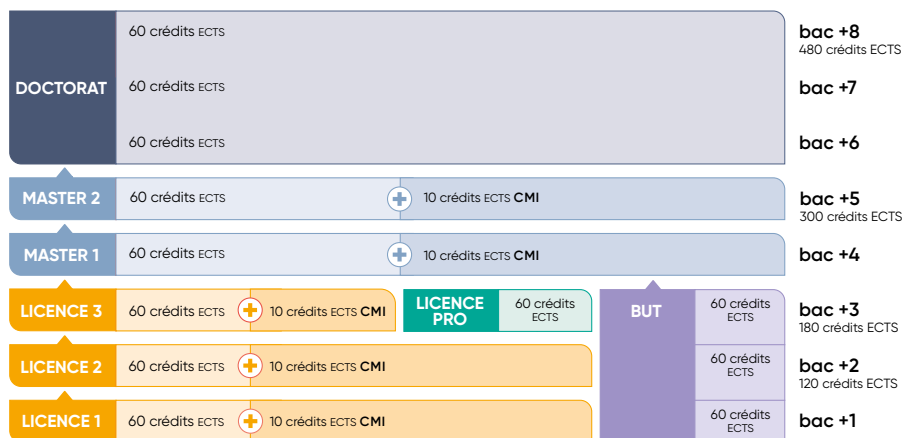 60 crédits ECTS
bac +8
480 crédits ECTS
DOCTORAT
60 crédits ECTS
bac +7
60 crédits ECTS
bac +6
MASTER 2
60 crédits ECTS
+
10 crédits ECTS CMI
bac +5
300 crédits ECTS
MASTER 1
60 crédits ECTS
+
10 crédits ECTS CMI
bac +4
LICENCE 3
60 crédits ECTS
+
10 crédits ECTS CMI
LICENCE
PRO
60 crédits
ECTS
BUT
60 crédits
ECTS
bac +3
180 crédits ECTS
LICENCE 2
60 crédits ECTS
+
10 crédits ECTS CMI
60 crédits
ECTS
bac +2
120 crédits ECTS
LICENCE 1
60 crédits ECTS
+
10 crédits ECTS CMI
60 crédits
ECTS
bac +1